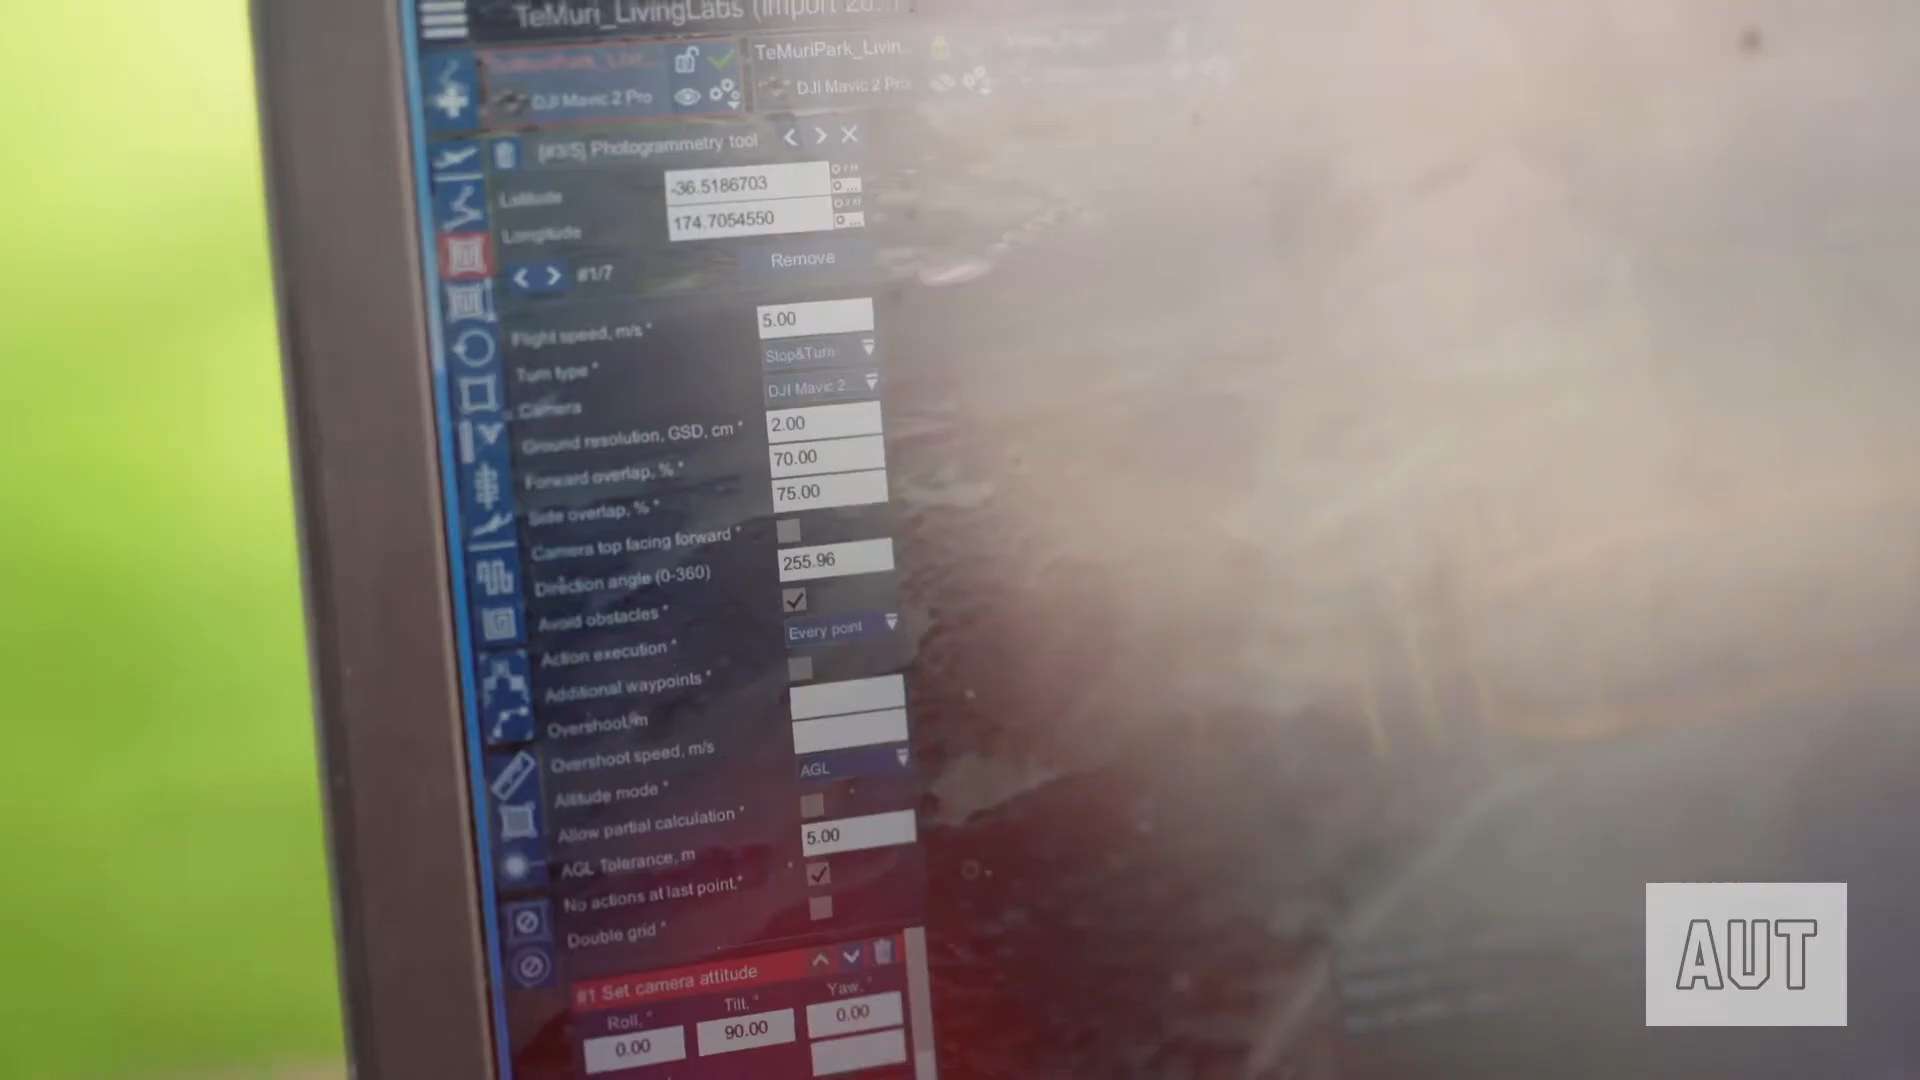 TeMuri_LivingLabs (Import 20...)
TeMuriPark_Livin...
DJI Mavic 2 Pro
DJI Mavic 2 Pro
[#3/5] Photogrammetry tool
Latitude -36.5186703
Longitude 174.7054550
#1/7 Remove
Flight speed, m/s * 5.00
Turn type * Stop&Turn
Camera DJI Mavic 2...
Ground resolution, GSD, cm * 2.00
Forward overlap, % * 70.00
Side overlap, % * 75.00
Camera top facing forward *
Direction angle (0-360) 255.96
Avoid obstacles *
Action execution * Every point
Additional waypoints *
Overshoot, m
Overshoot speed, m/s
Altitude mode * AGL
Allow partial calculation *
AGL Tolerance, m 5.00
No actions at last point *
Double grid *
#1 Set camera attitude
Roll, ° Tilt, ° Yaw, °
0.00 90.00 0.00
AUT